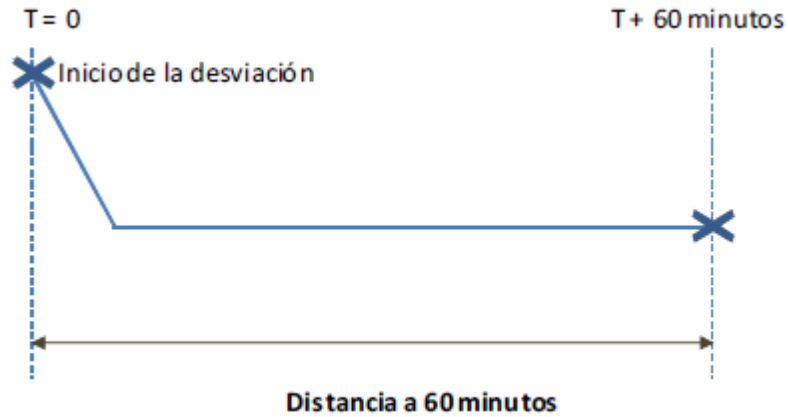 T = 0
T + 60 minutos
Inicio de la desviación
Distancia a 60 minutos